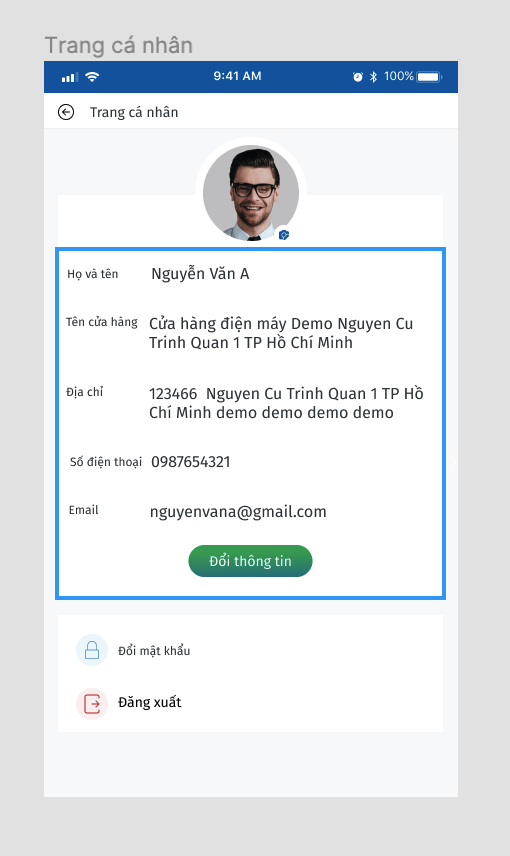 Trang cá nhân
9:41 AM
100%
Trang cá nhân
Họ và tên
Nguyễn Văn A
Tên cửa hàng
Cửa hàng điện máy Demo Nguyen Cu
Trinh Quan 1 TP Hồ Chí Minh
Địa chỉ
123466  Nguyen Cu Trinh Quan 1 TP Hồ
Chí Minh demo demo demo demo
Số điện thoại
0987654321
Email
nguyenvana@gmail.com
Đổi thông tin
Đổi mật khẩu
Đăng xuất